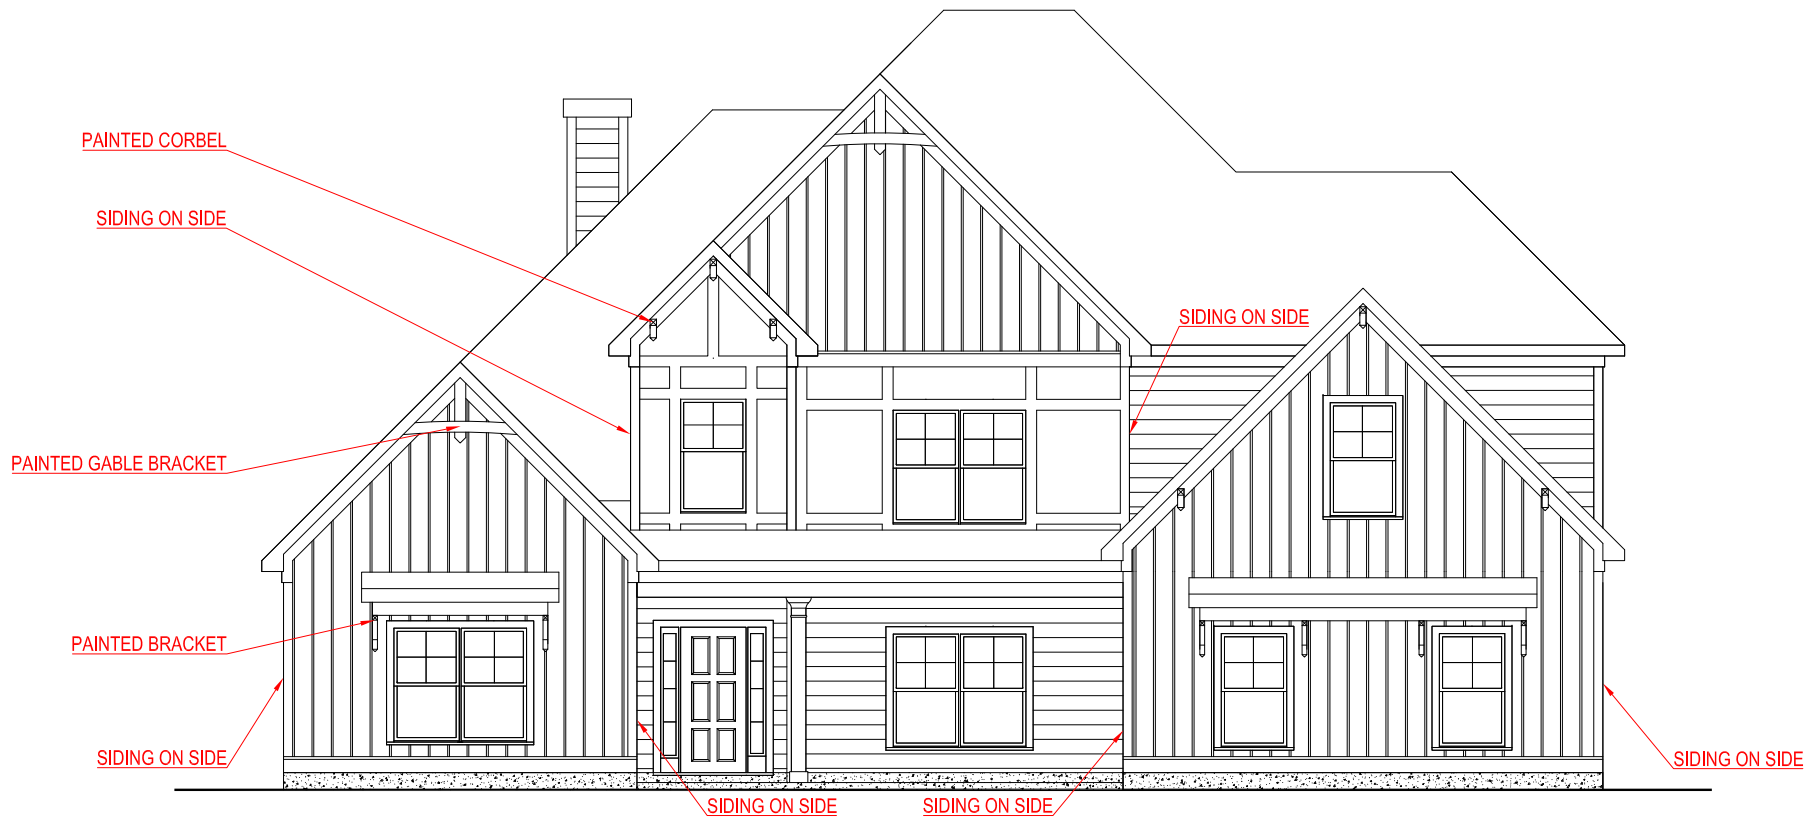 PAINTED CORBEL
SIDING ON SIDE
SIDING ON SIDE
PAINTED GABLE BRACKET
PAINTED BRACKET
SIDING ON SIDE
SIDING ON SIDE
SIDING ON SIDE
SIDING ON SIDE